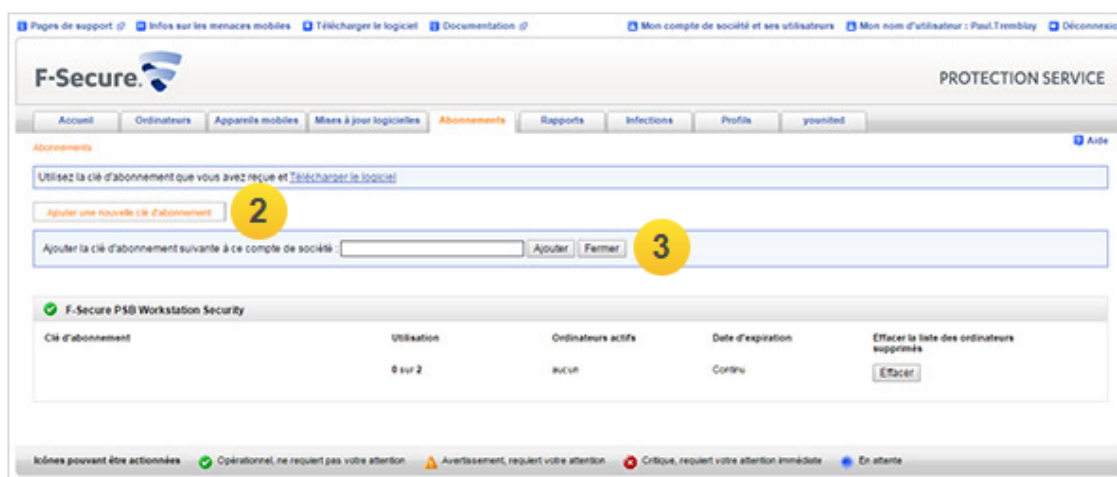 Pages de support Infos sur les menaces mobiles Télécharger le logiciel Documentation Mon compte de société et ses utilisateurs Mon nom d'utilisateur : Paul.Tremblay Déconnexio
F-Secure. PROTECTION SERVICE
Accueil Ordinateurs Appareils mobiles Mises à jour logicielles Abonnements Rapports Infections Profils younited
Abonnements Aide
Utilisez la clé d'abonnement que vous avez reçue et Télécharger le logiciel
Ajouter une nouvelle clé d'abonnement 2
Ajouter la clé d'abonnement suivante à ce compte de société : Ajouter Fermer 3
F-Secure PSB Workstation Security
Clé d'abonnement Utilisation Ordinateurs actifs Date d'expiration Effacer la liste des ordinateurs
supprimés
0 sur 2 aucun Continu Effacer
Icônes pouvant être actionnées Opérationnel, ne requiert pas votre attention Avertissement, requiert votre attention Critique, requiert votre attention immédiate En attente